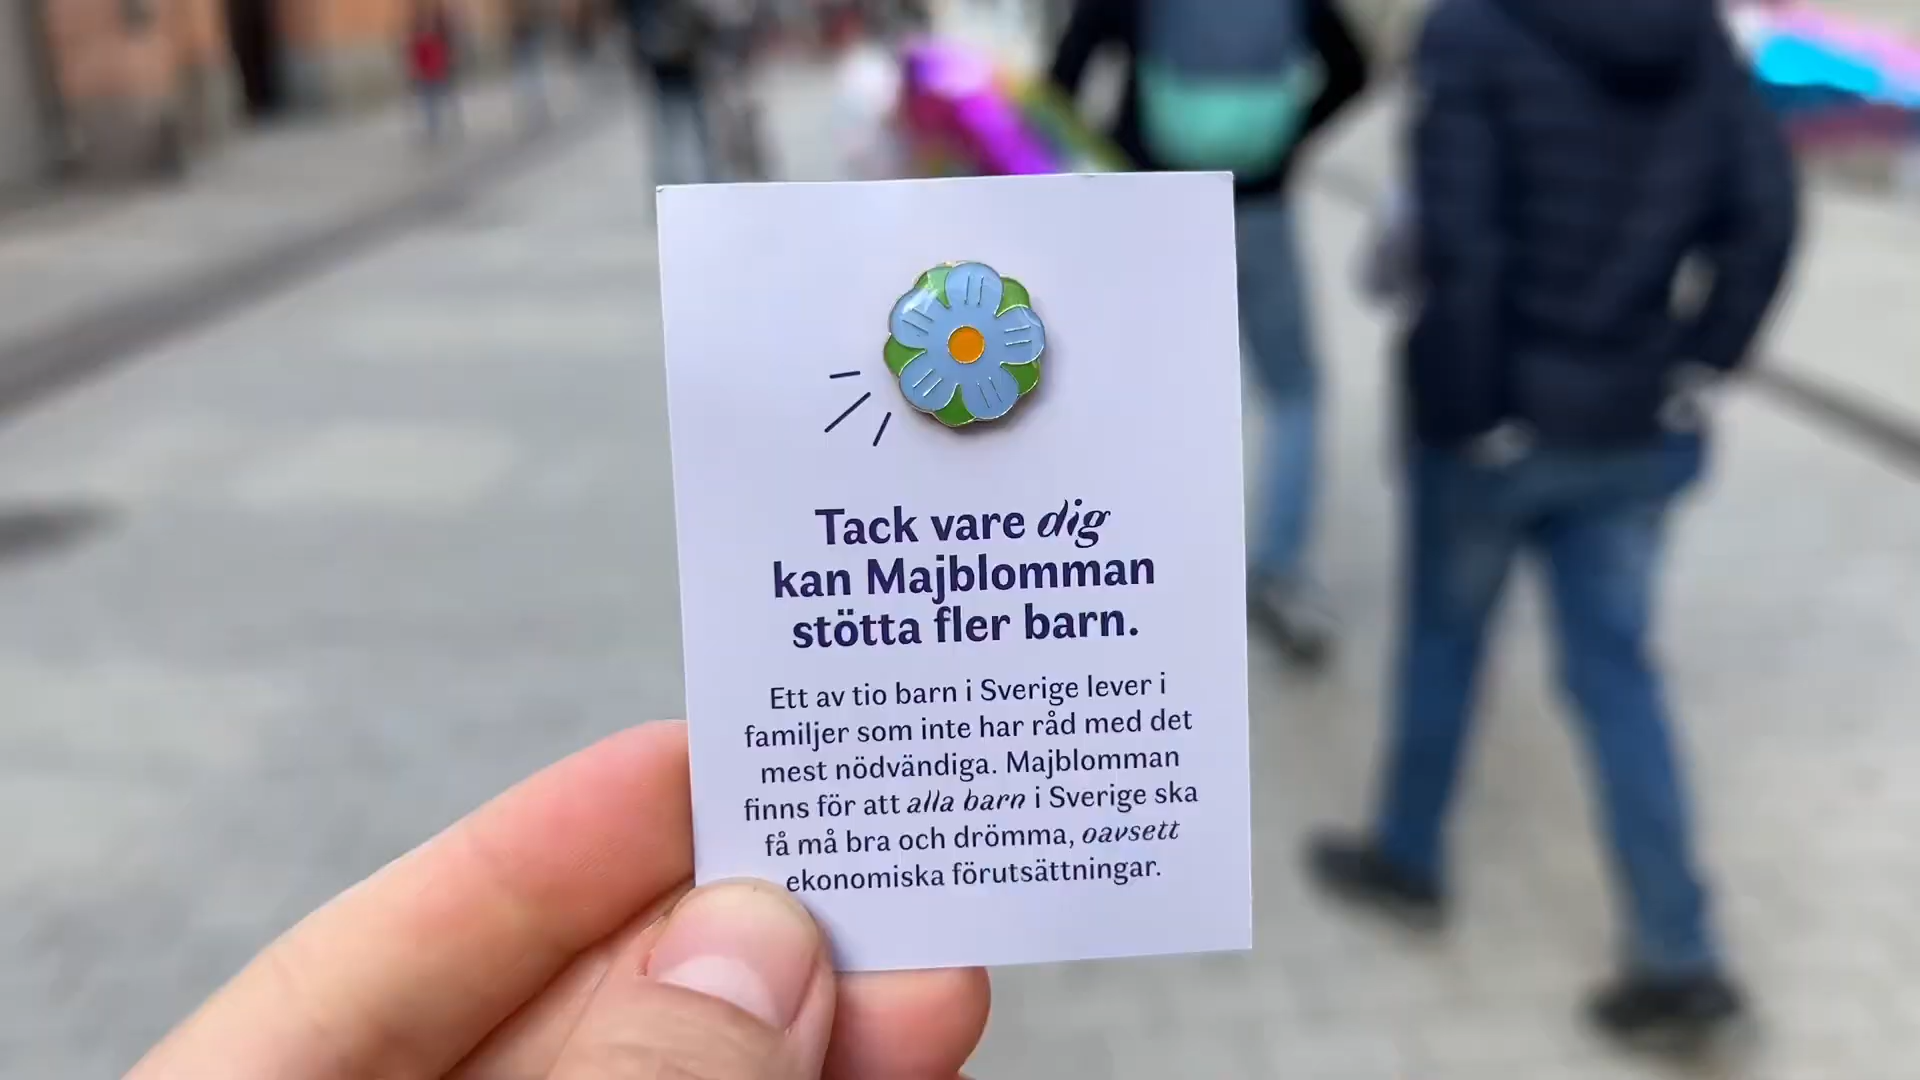 Tack vare dig
kan Majblomman
stötta fler barn.
Ett av tio barn i Sverige lever i
familjer som inte har råd med det
mest nödvändiga. Majblomman
finns för att alla barn i Sverige ska
få må bra och drömma, oavsett
ekonomiska förutsättningar.